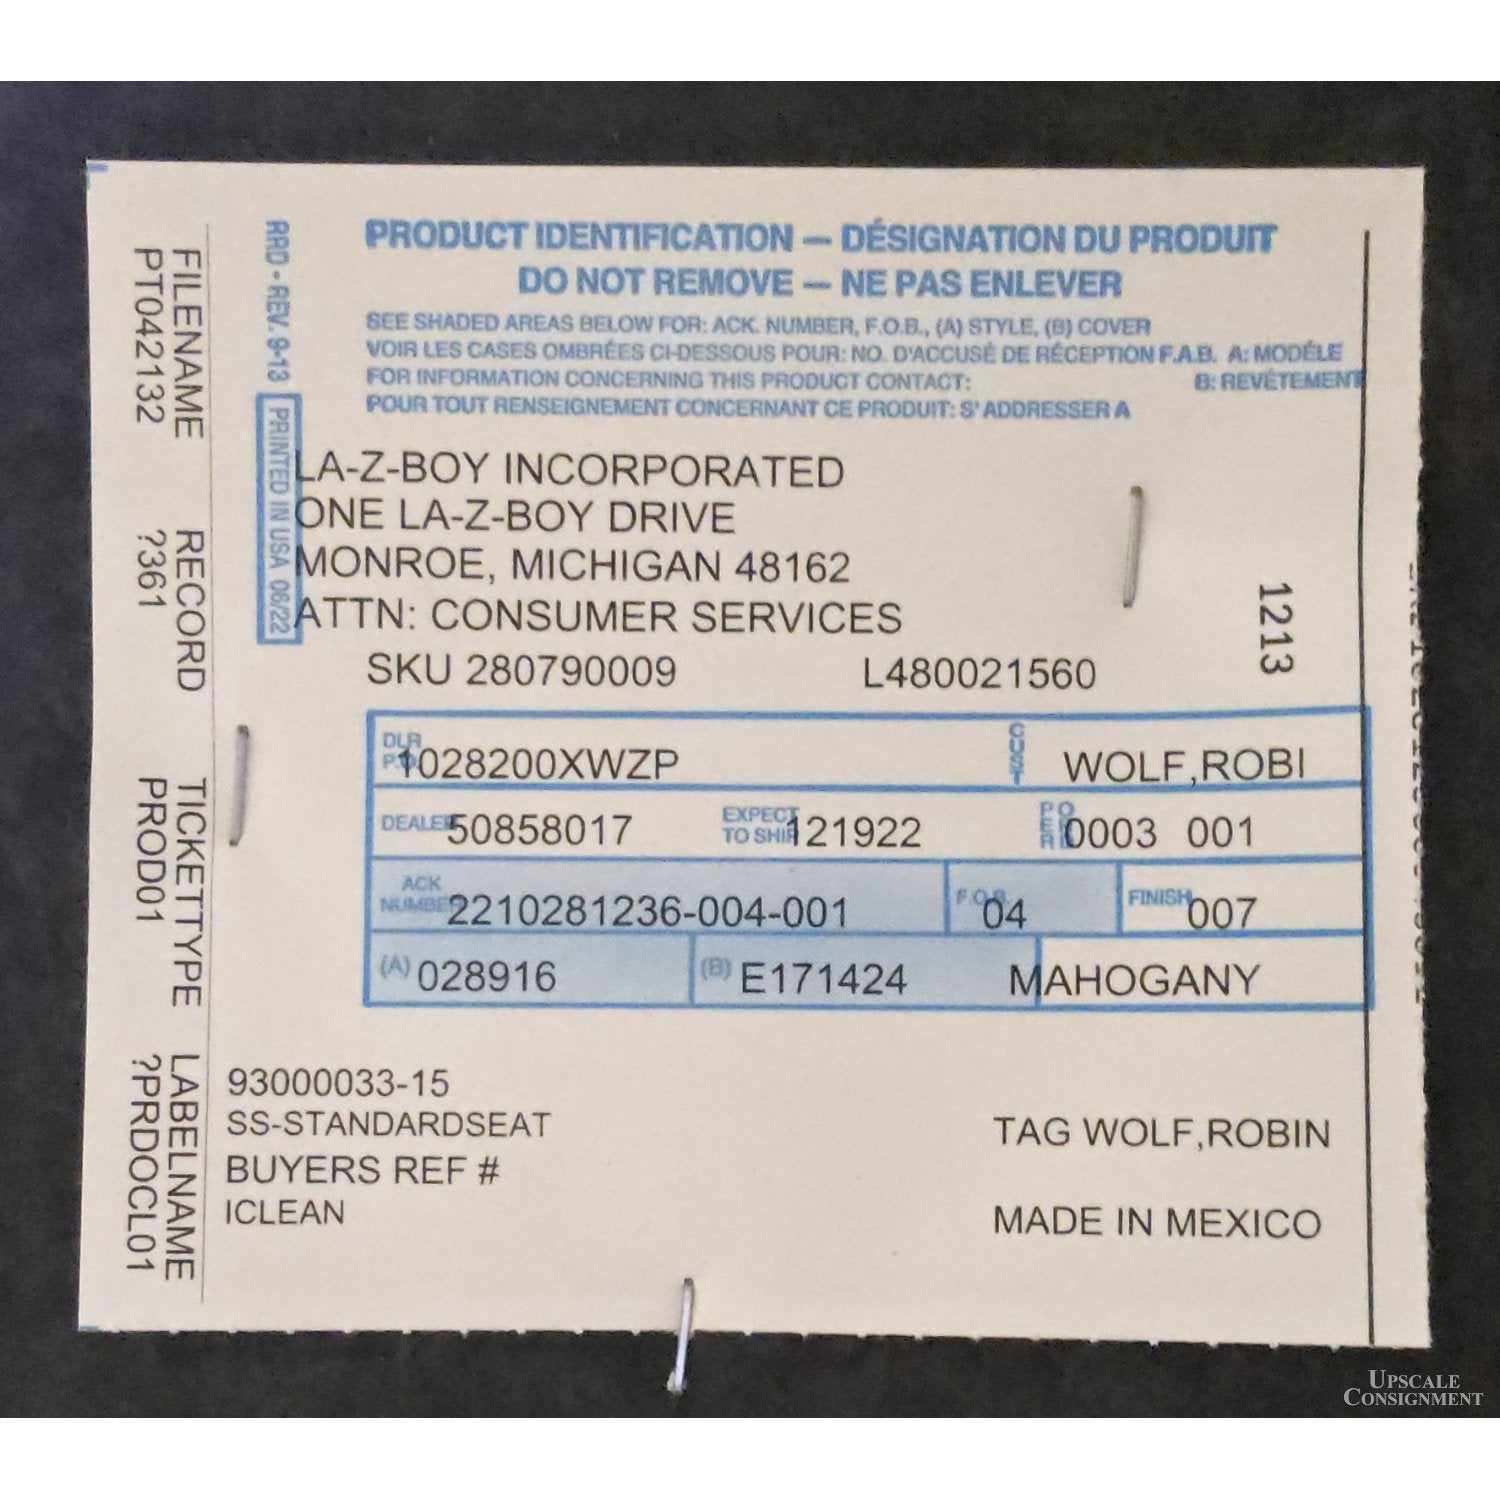 PRODUCT IDENTIFICATION — DÉSIGNATION DU PRODUIT
DO NOT REMOVE — NE PAS ENLEVER
SEE SHADED AREAS BELOW FOR: ACK. NUMBER, F.O.B., (A) STYLE, (B) COVER
VOIR LES CASES OMBRÉES CI-DESSOUS POUR: NO. D'ACCUSÉ DE RÉCEPTION F.A.B. A: MODÉLE
FOR INFORMATION CONCERNING THIS PRODUCT CONTACT: B: REVÊTEMENT
POUR TOUT RENSEIGNEMENT CONCERNANT CE PRODUIT: S'ADDRESSER A
RRD - REV. 9-13
PRINTED IN USA 06/22
FILENAME RECORD TICKETTYPE LABELNAME
PT042132 ?361 PROD01 ?PRDOCL01
LA-Z-BOY INCORPORATED
ONE LA-Z-BOY DRIVE
MONROE, MICHIGAN 48162
ATTN: CONSUMER SERVICES
SKU 280790009 L480021560
1213
DLR P.O. 1028200XWZP CUST WOLF,ROBI
DEALER 50858017 EXPECT TO SHIP 121922 0003 001
ACK NUMBER 2210281236-004-001 F.O.B. 04 FINISH 007
(A) 028916 (B) E171424 MAHOGANY
93000033-15
SS-STANDARDSEAT
BUYERS REF # TAG WOLF,ROBIN
ICLEAN
MADE IN MEXICO
UPSCALE
CONSIGNMENT